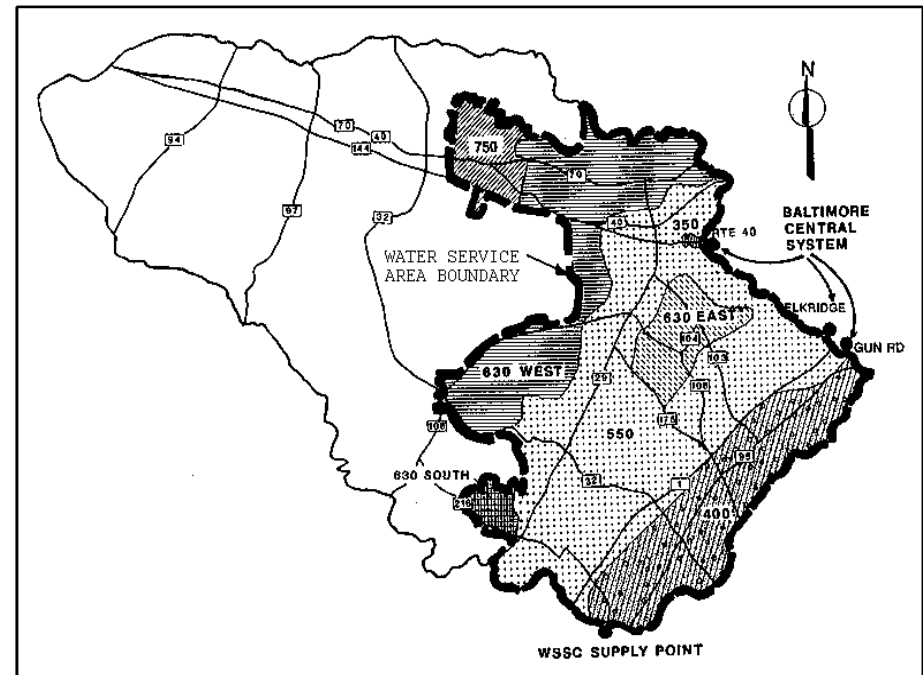 N
94
70
40
144
750
70
97
32
40
350
RTE 40
BALTIMORE
CENTRAL
SYSTEM
WATER SERVICE
AREA BOUNDARY
ELKRIDGE
630 EAST
104
103
GUN RD
630 WEST
29
108
108
175
550
95
630 SOUTH
32
1
216
400
WSSC SUPPLY POINT